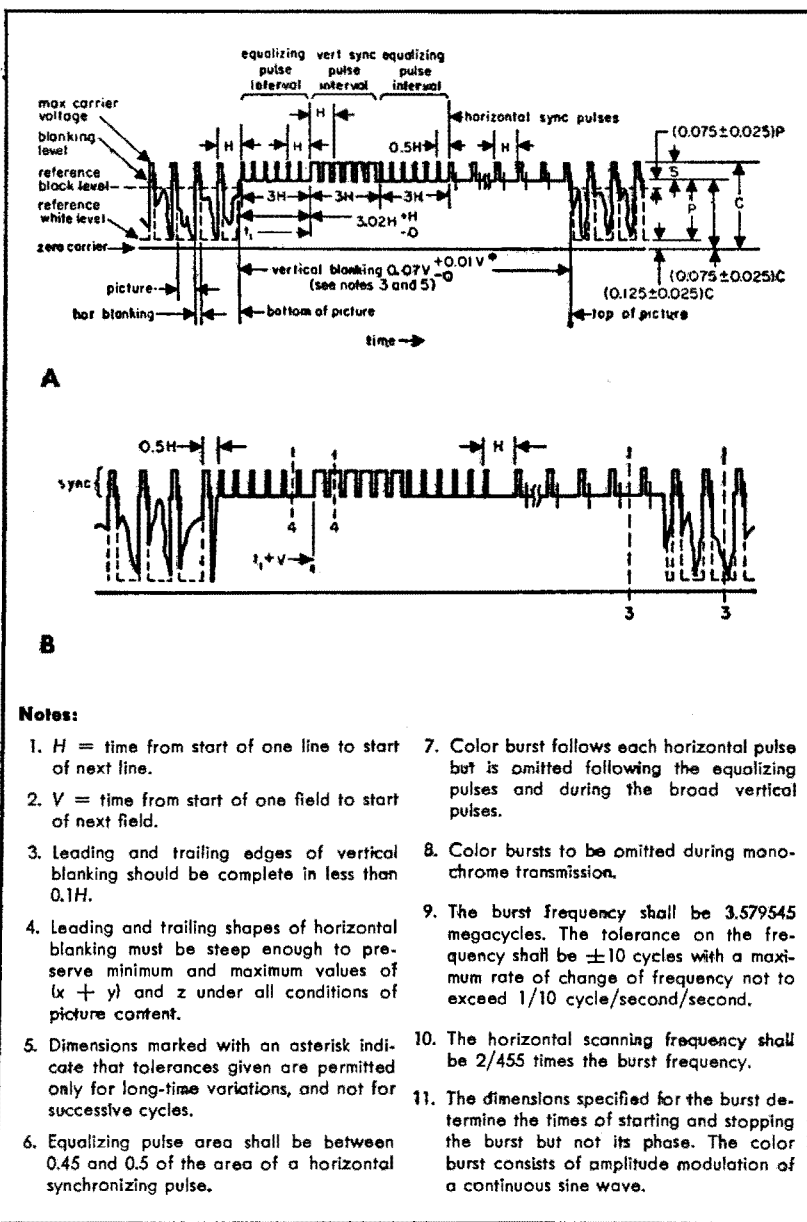 equalizing vert sync equalizing
pulse pulse pulse
interval interval interval
max carrier
voltage
blanking
level
reference
black level
reference
white level
zero carrier
H
H
H
0.5H
horizontal sync pulses
H
(0.075±0.025)P
S
P
C
3H
3H
3H
t₁
3.02H +H -0
vertical blanking 0.07V +0.01V * -0
(see notes 3 and 5)
(0.075±0.025)C
(0.125±0.025)C
picture
hor blanking
bottom of picture
top of picture
time
A
0.5H
H
sync
4
4
t₁+V
3
3
B
Notes:
1. H = time from start of one line to start
of next line.
2. V = time from start of one field to start
of next field.
3. Leading and trailing edges of vertical
blanking should be complete in less than
0.1H.
4. Leading and trailing shapes of horizontal
blanking must be steep enough to pre-
serve minimum and maximum values of
(x + y) and z under all conditions of
picture content.
5. Dimensions marked with an asterisk indi-
cate that tolerances given are permitted
only for long-time variations, and not for
successive cycles.
6. Equalizing pulse area shall be between
0.45 and 0.5 of the area of a horizontal
synchronizing pulse.
7. Color burst follows each horizontal pulse
but is omitted following the equalizing
pulses and during the broad vertical
pulses.
8. Color bursts to be omitted during mono-
chrome transmission.
9. The burst frequency shall be 3.579545
megacycles. The tolerance on the fre-
quency shall be ±10 cycles with a maxi-
mum rate of change of frequency not to
exceed 1/10 cycle/second/second.
10. The horizontal scanning frequency shall
be 2/455 times the burst frequency.
11. The dimensions specified for the burst de-
termine the times of starting and stopping
the burst but not its phase. The color
burst consists of amplitude modulation of
a continuous sine wave.